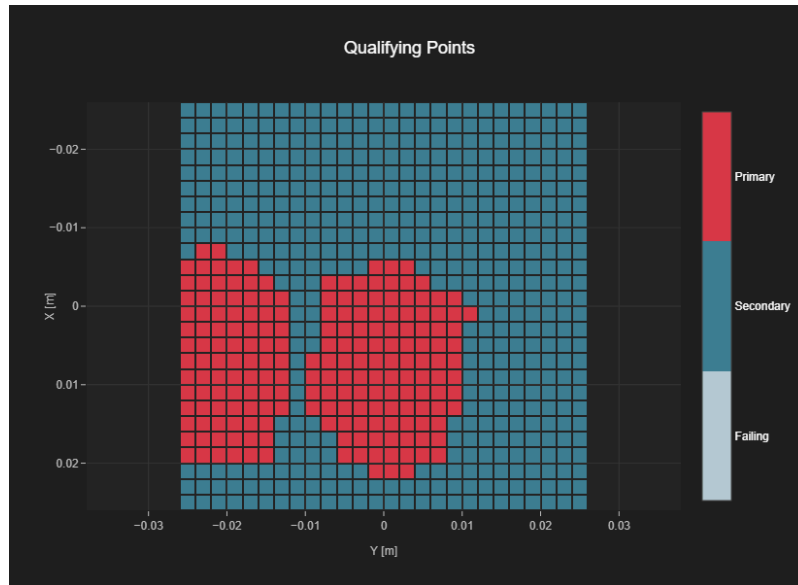 Qualifying Points
−0.02
−0.01
0
0.01
0.02
X [m]
−0.03
−0.02
−0.01
0
0.01
0.02
0.03
Y [m]
Primary
Secondary
Failing